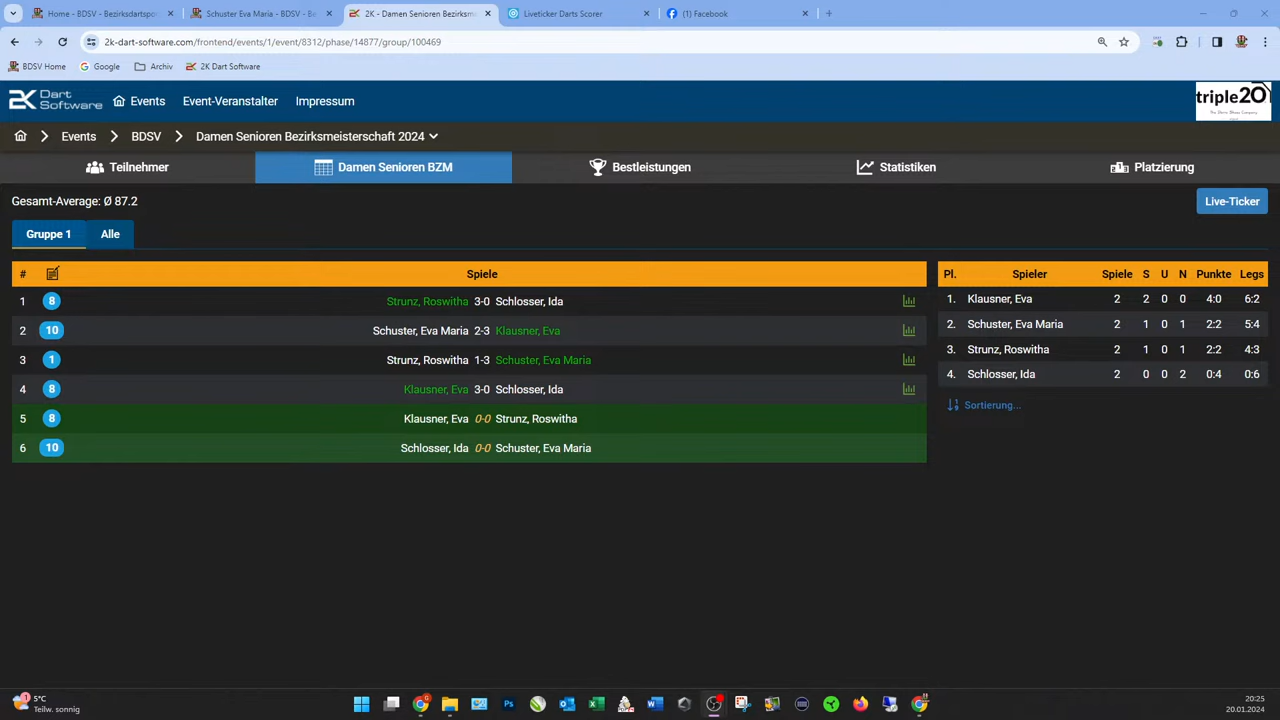 Home - BDSV - Bezirksdartspo
Schuster Eva Maria - BDSV - Be
2K - Damen Senioren Bezirksme
Liveticker Darts Scorer
(1) Facebook
2k-dart-software.com/frontend/events/1/event/8312/phase/14877/group/100469
BDSV Home
Google
Archiv
2K Dart Software
2K Dart Software
Events
Event-Veranstalter
Impressum
triple20
Events
BDSV
Damen Senioren Bezirksmeisterschaft 2024
Teilnehmer
Damen Senioren BZM
Bestleistungen
Statistiken
Platzierung
Gesamt-Average: Ø 87.2
Live-Ticker
Gruppe 1
Alle
# Spiele
1 8 Strunz, Roswitha 3-0 Schlosser, Ida
2 10 Schuster, Eva Maria 2-3 Klausner, Eva
3 1 Strunz, Roswitha 1-3 Schuster, Eva Maria
4 8 Klausner, Eva 3-0 Schlosser, Ida
5 8 Klausner, Eva 0-0 Strunz, Roswitha
6 10 Schlosser, Ida 0-0 Schuster, Eva Maria
Pl. Spieler Spiele S U N Punkte Legs
1. Klausner, Eva 2 2 0 0 4:0 6:2
2. Schuster, Eva Maria 2 1 0 1 2:2 5:4
3. Strunz, Roswitha 2 1 0 1 2:2 4:3
4. Schlosser, Ida 2 0 0 2 0:4 0:6
Sortierung...
1
5°C
Teilw. sonnig
20:25
20.01.2024